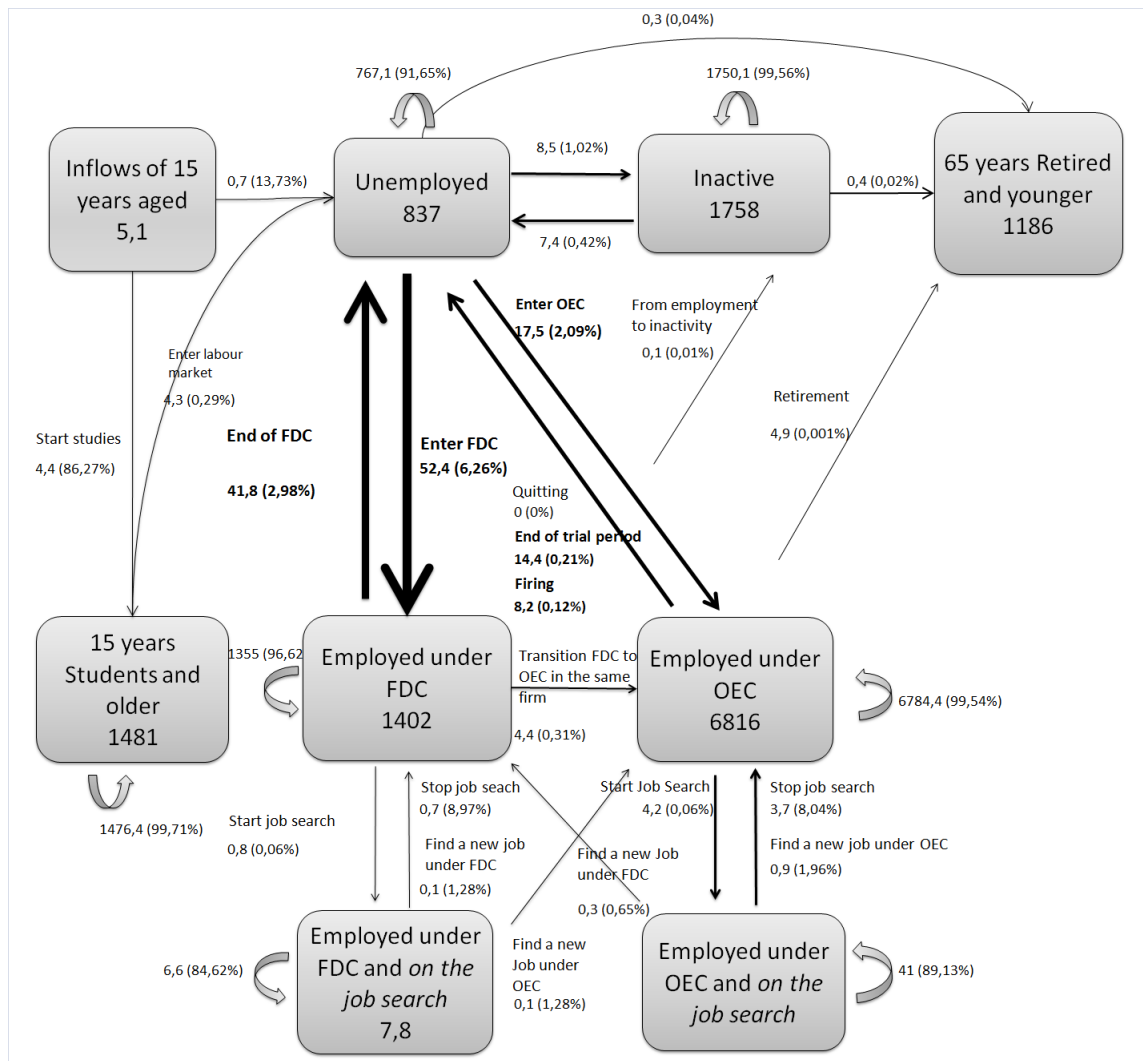 0,3 (0,04%)
767,1 (91,65%)
1750,1 (99,56%)
Inflows of 15
years aged
5,1
0,7 (13,73%)
Unemployed
837
8,5 (1,02%)
7,4 (0,42%)
Inactive
1758
0,4 (0,02%)
65 years Retired
and younger
1186
Enter OEC
17,5 (2,09%)
From employment
to inactivity
0,1 (0,01%)
Enter labour
market
4,3 (0,29%)
Retirement
4,9 (0,001%)
Start studies
4,4 (86,27%)
End of FDC
41,8 (2,98%)
Enter FDC
52,4 (6,26%)
Quitting
0 (0%)
End of trial period
14,4 (0,21%)
Firing
8,2 (0,12%)
15 years
Students and
older
1481
1355 (96,62
Employed under
FDC
1402
Transition FDC to
OEC in the same
firm
4,4 (0,31%)
Employed under
OEC
6816
6784,4 (99,54%)
1476,4 (99,71%)
Start job search
0,8 (0,06%)
Stop job seach
0,7 (8,97%)
Find a new job
under FDC
0,1 (1,28%)
Start Job Search
4,2 (0,06%)
Stop job search
3,7 (8,04%)
Find a new job under OEC
0,9 (1,96%)
Find a new Job
under FDC
0,3 (0,65%)
6,6 (84,62%)
Employed under
FDC and on the
job search
7,8
Find a new
Job under
OEC
0,1 (1,28%)
Employed under
OEC and on the
job search
41 (89,13%)